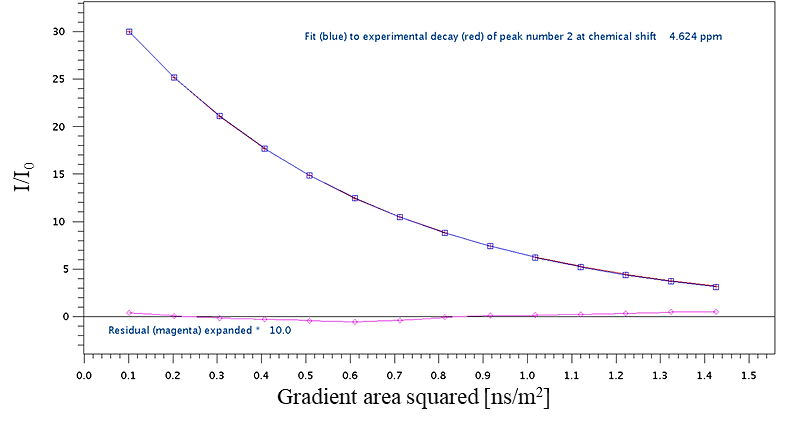 Fit (blue) to experimental decay (red) of peak number 2 at chemical shift 4.624 ppm
30
25
20
15
10
5
0
I/I₀
Residual (magenta) expanded * 10.0
0.0 0.1 0.2 0.3 0.4 0.5 0.6 0.7 0.8 0.9 1.0 1.1 1.2 1.3 1.4 1.5
Gradient area squared [ns/m²]